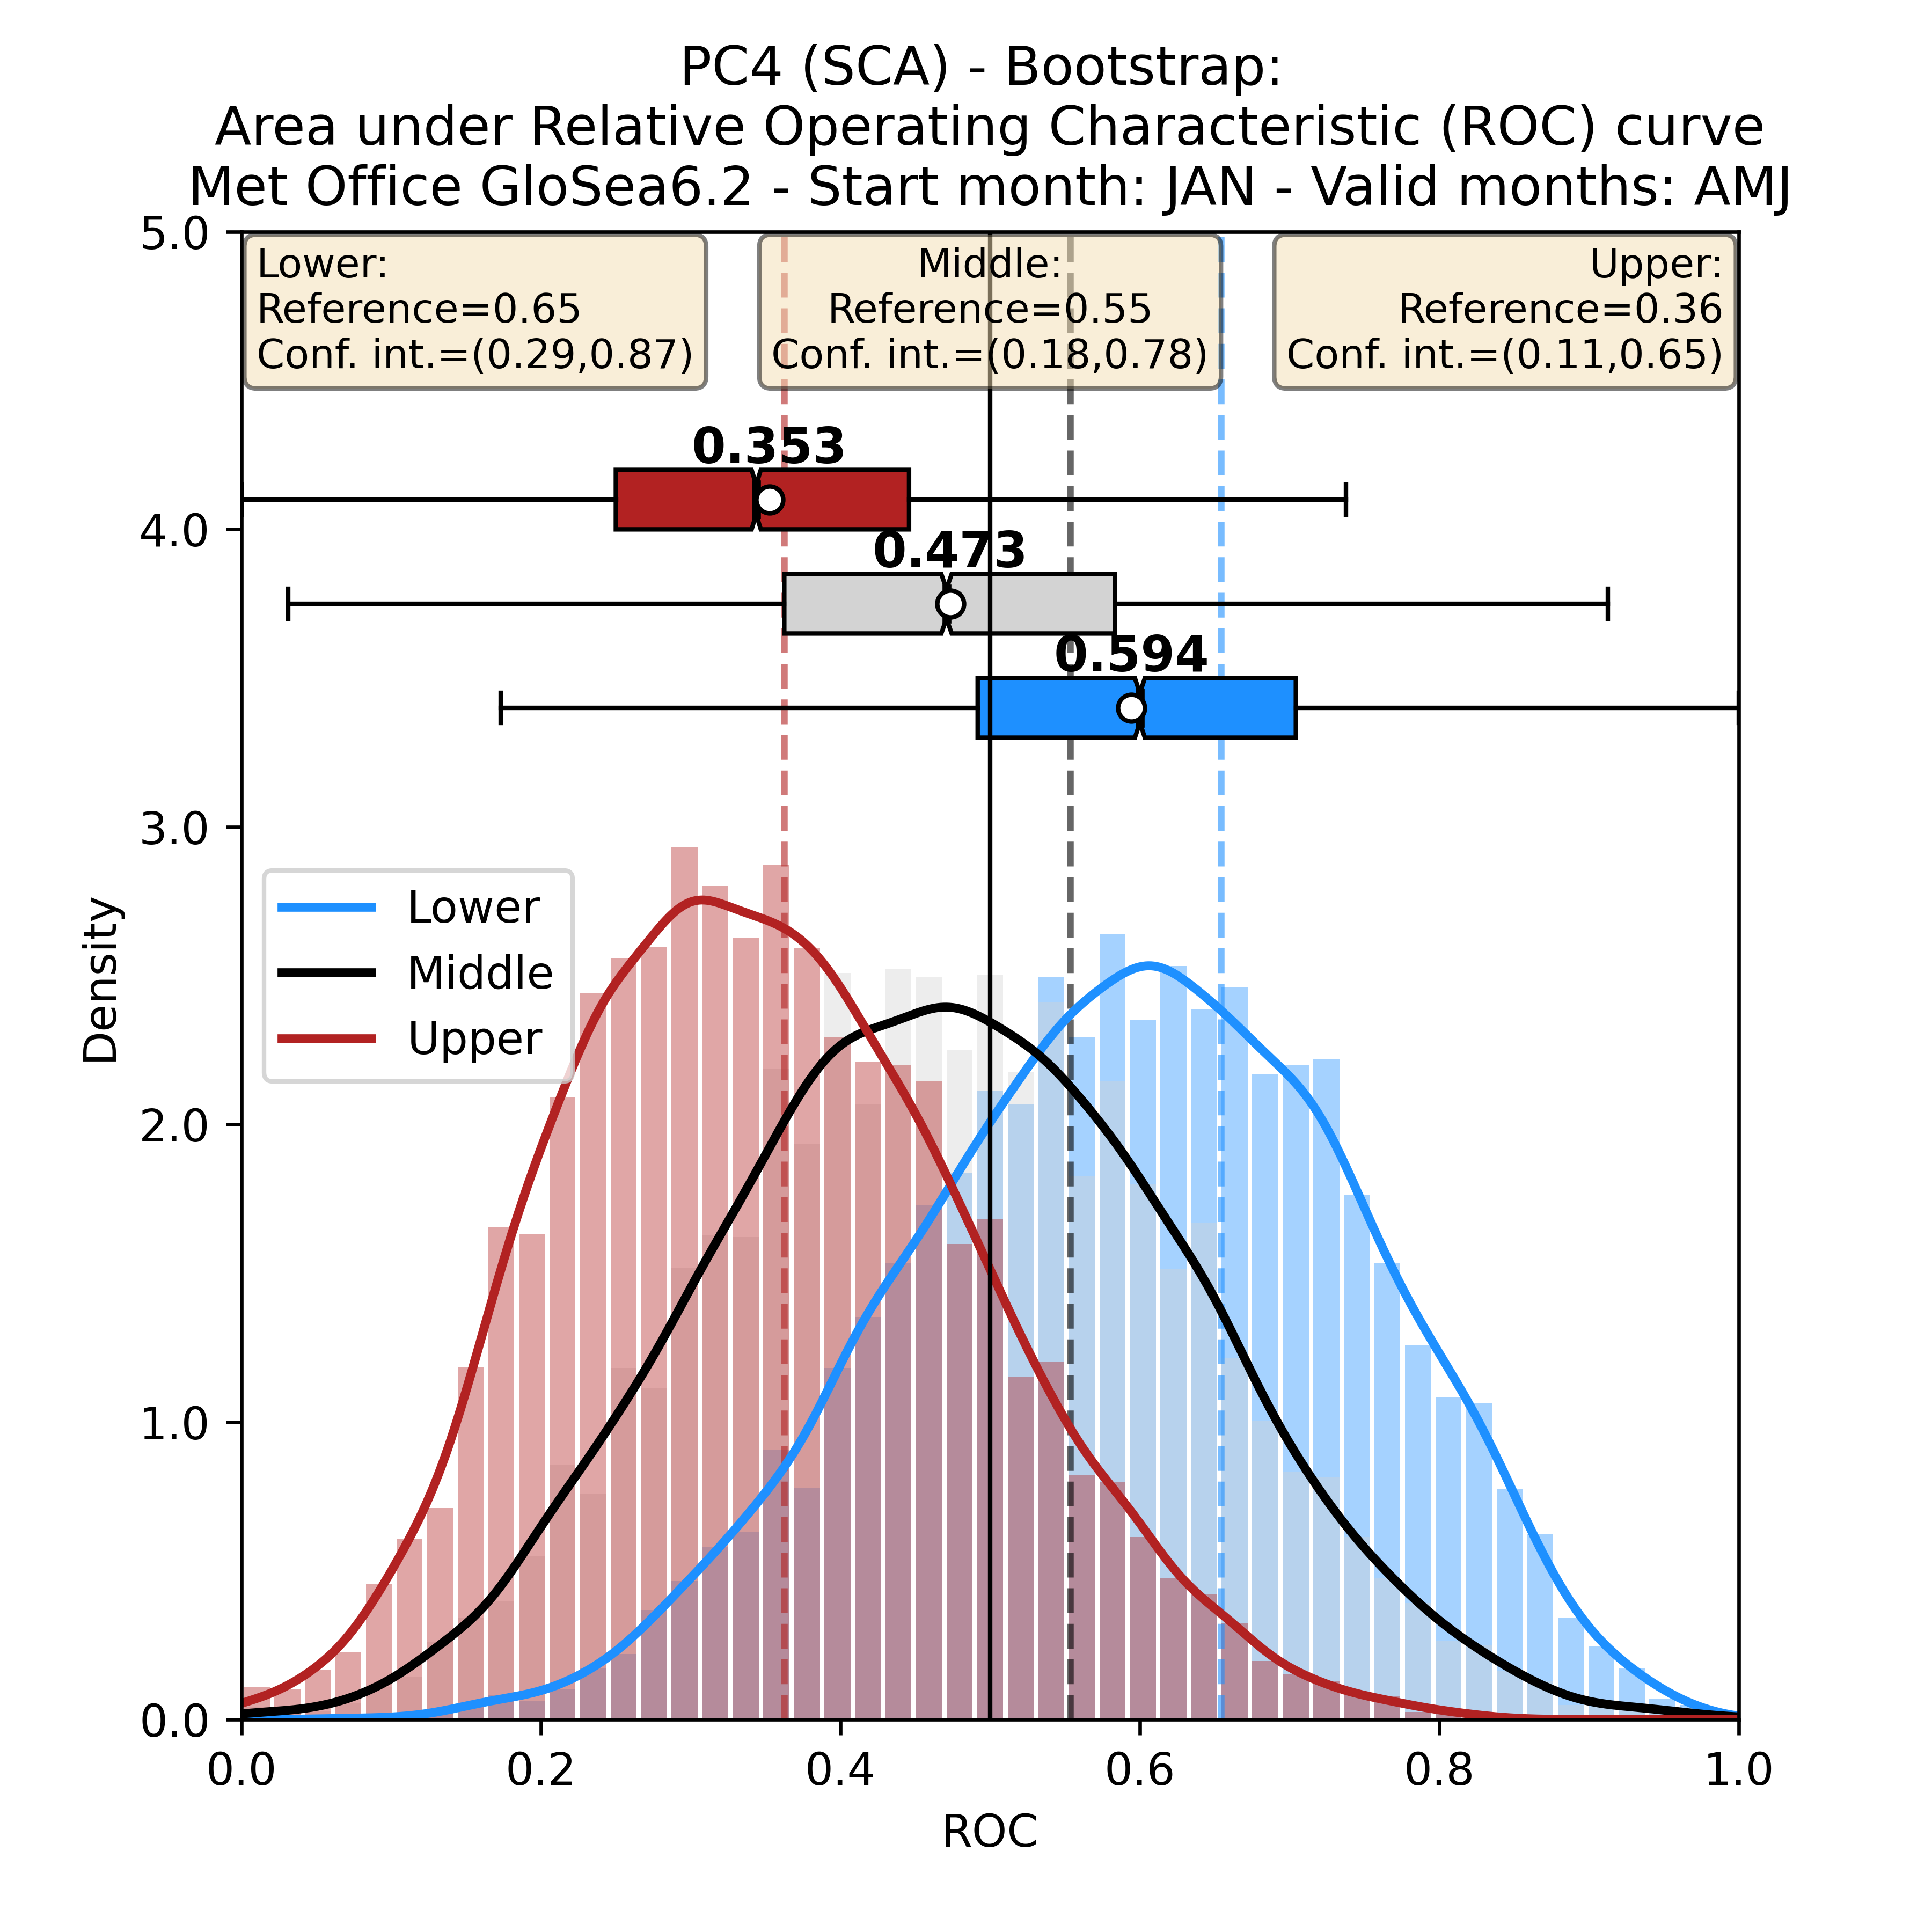 PC4 (SCA) - Bootstrap:
Area under Relative Operating Characteristic (ROC) curve
Met Office GloSea6.2 - Start month: JAN - Valid months: AMJ
5.0
Lower:
Reference=0.65
Conf. int.=(0.29,0.87)
Middle:
Reference=0.55
Conf. int.=(0.18,0.78)
Upper:
Reference=0.36
Conf. int.=(0.11,0.65)
0.353
4.0
0.473
0.594
3.0
Lower
Middle
Upper
Density
2.0
1.0
0.0
0.0
0.2
0.4
0.6
0.8
1.0
ROC